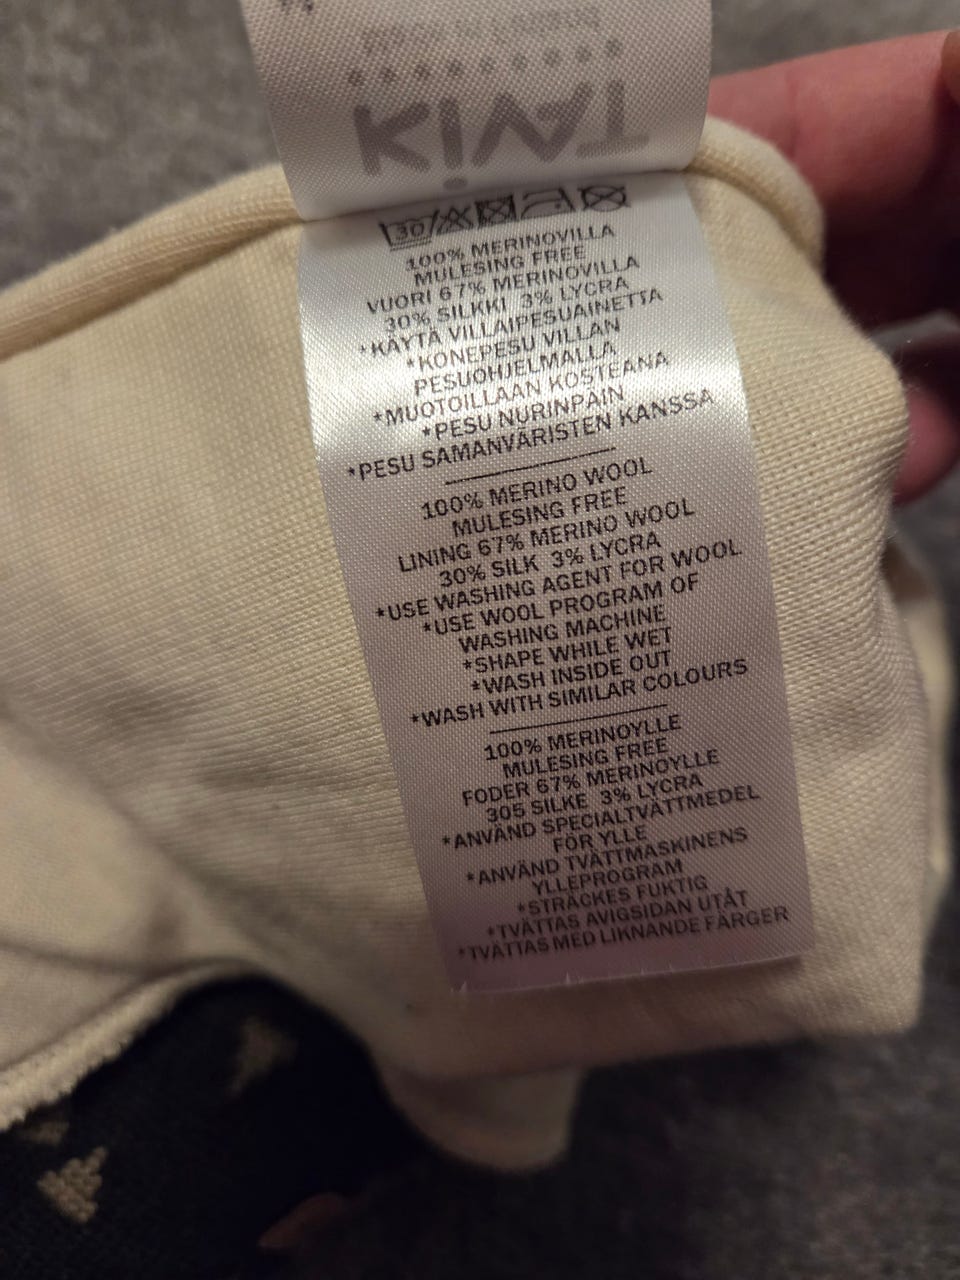 TAIVKI
30
100% MERINOVILLA
MULESING FREE
VUORI 67% MERINOVILLA
30% SILKKI 3% LYCRA
*KÄYTÄ VILLAIPESUAINETTA
*KONEPESU VILLAN
PESUOHJELMALLA
*MUOTOILLAAN KOSTEANA
*PESU NURINPÄIN
*PESU SAMANVÄRISTEN KANSSA
100% MERINO WOOL
MULESING FREE
LINING 67% MERINO WOOL
30% SILK 3% LYCRA
*USE WASHING AGENT FOR WOOL
*USE WOOL PROGRAM OF
WASHING MACHINE
*SHAPE WHILE WET
*WASH INSIDE OUT
*WASH WITH SIMILAR COLOURS
100% MERINOYLLE
MULESING FREE
FODER 67% MERINOYLLE
305 SILKE 3% LYCRA
*ANVÄND SPECIALTVÄTTMEDEL
FÖR YLLE
*ANVÄND TVÄTTMASKINENS
YLLEPROGRAM
*STRÄCKES FUKTIG
*TVÄTTAS AVIGSIDAN UTÅT
*TVÄTTAS MED LIKNANDE FÄRGER